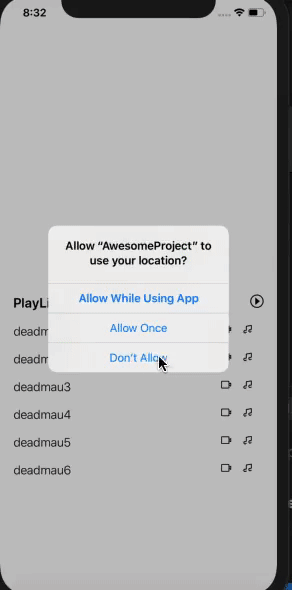 8:32
Allow “AwesomeProject” to
use your location?
Allow While Using App
PlayLi
Allow Once
deadm
Don’t Allow
deadm
deadmau3
deadmau4
deadmau5
deadmau6